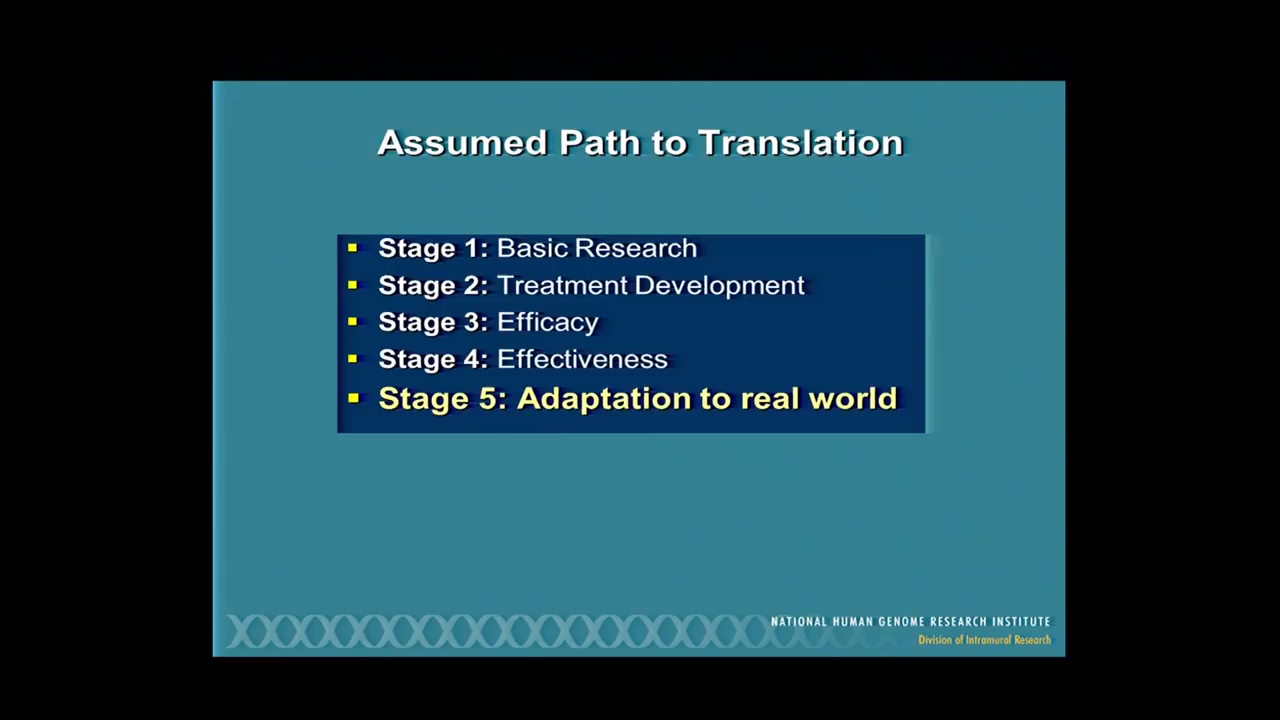 Assumed Path to Translation
Stage 1: Basic Research
Stage 2: Treatment Development
Stage 3: Efficacy
Stage 4: Effectiveness
Stage 5: Adaptation to real world
NATIONAL HUMAN GENOME RESEARCH INSTITUTE
Division of Intramural Research